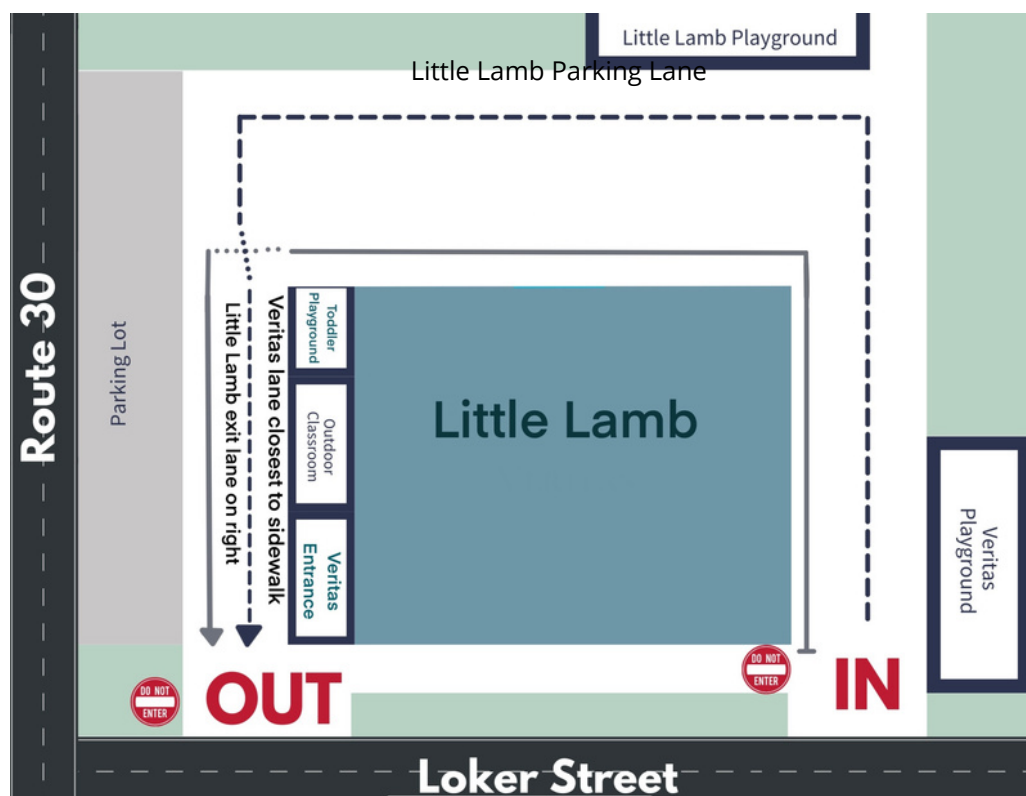 Little Lamb Playground
Little Lamb Parking Lane
Route 30
Parking Lot
Little Lamb exit lane on right
Veritas lane closest to sidewalk
Toddler
Playground
Outdoor
Classroom
Veritas
Entrance
Little Lamb
Veritas
Playground
DO NOT
ENTER
OUT
DO NOT
ENTER
IN
Loker Street